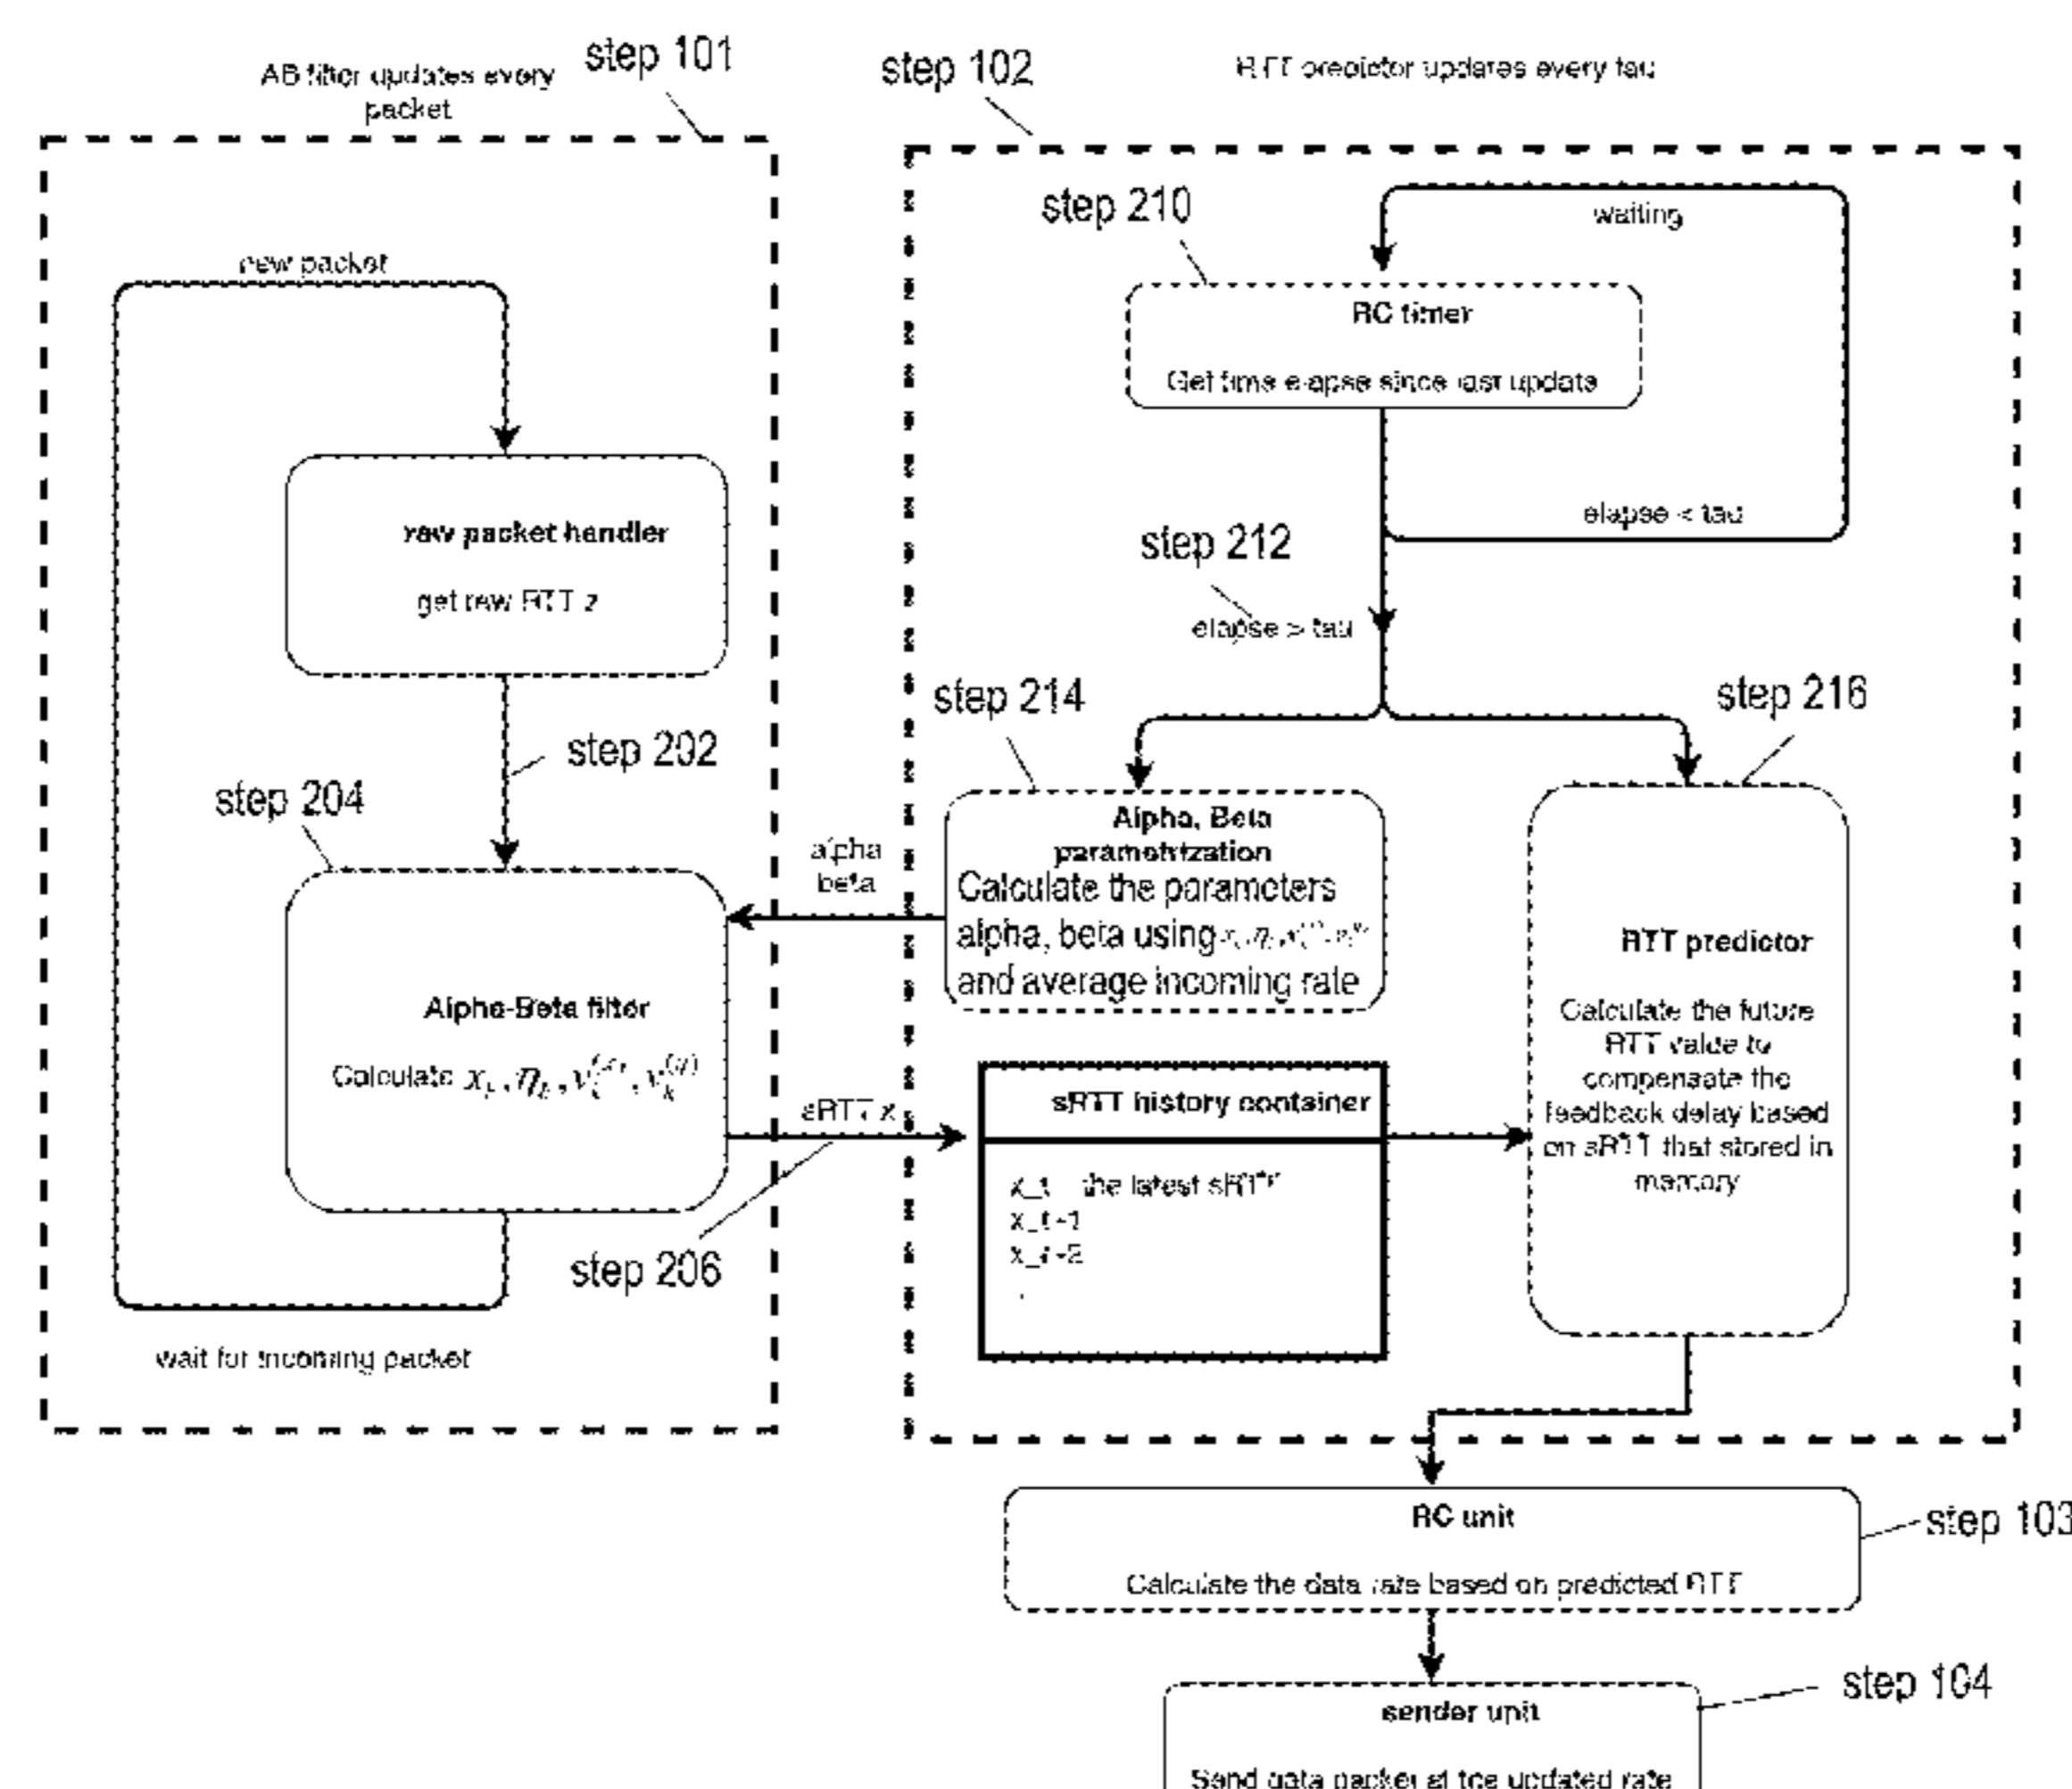 AB filter updates every
packet
step 101
step 102
RTT predictor updates every tau
new packet
raw packet handler
get raw RTT z
step 202
step 204
Alpha-Beta filter
Calculate
wait for incoming packet
alpha
beta
sRTT x
step 206
step 210
waiting
RC timer
Get time elapse since last update
elapse < tau
step 212
elapse > tau
step 214
Alpha, Beta
parametrization
Calculate the parameters
alpha, beta using
and average incoming rate
step 216
RTT predictor
Calculate the future
RTT value to
compensate the
feedback delay based
on sRTT that stored in
memory
sRTT history container
x_t the latest sRTT
x_t-1
x_t-2
RC unit
Calculate the data rate based on predicted RTT
step 103
sender unit
Send data packet at the updated rate
step 104